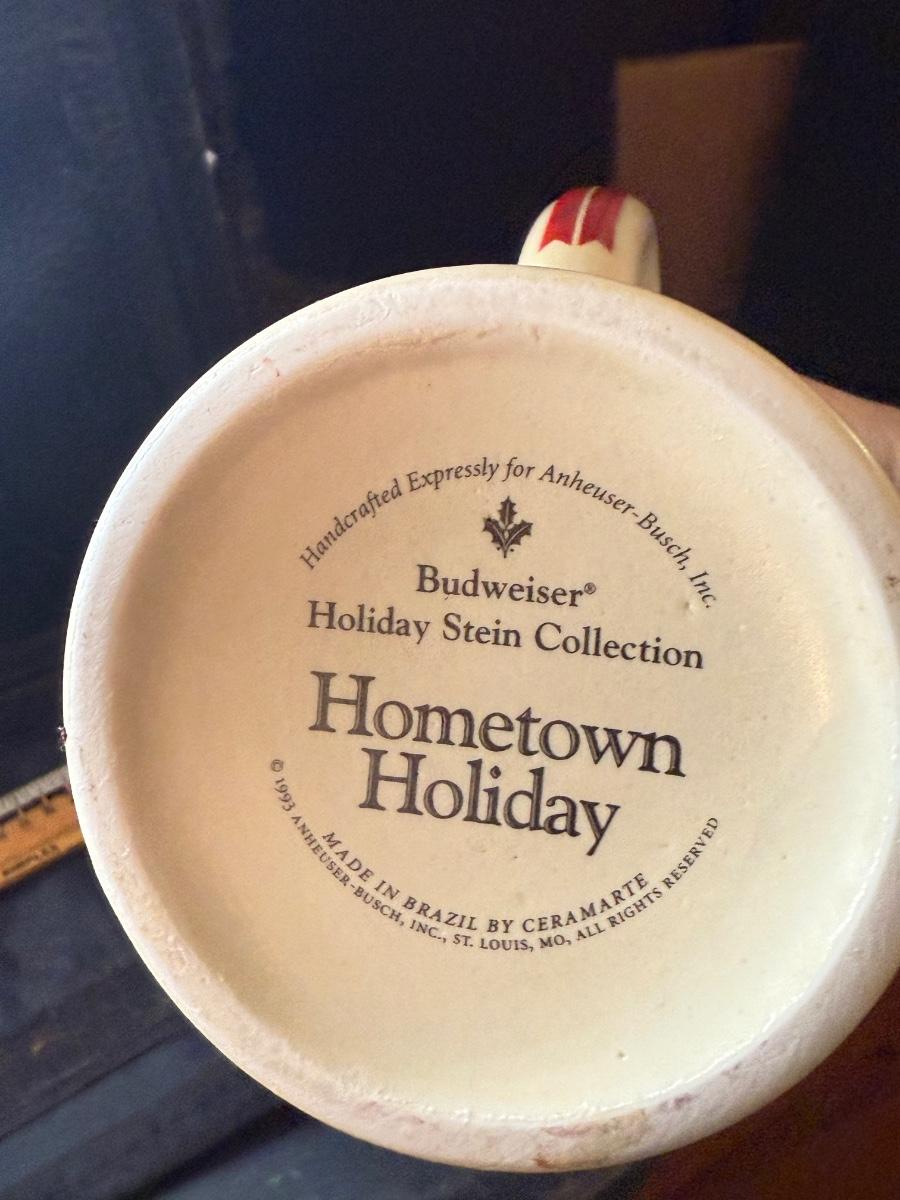 Handcrafted Expressly for Anheuser-Busch, Inc.
Budweiser®
Holiday Stein Collection
Hometown
Holiday
MADE IN BRAZIL BY CERAMARTE
© 1993 ANHEUSER-BUSCH, INC., ST. LOUIS, MO, ALL RIGHTS RESERVED